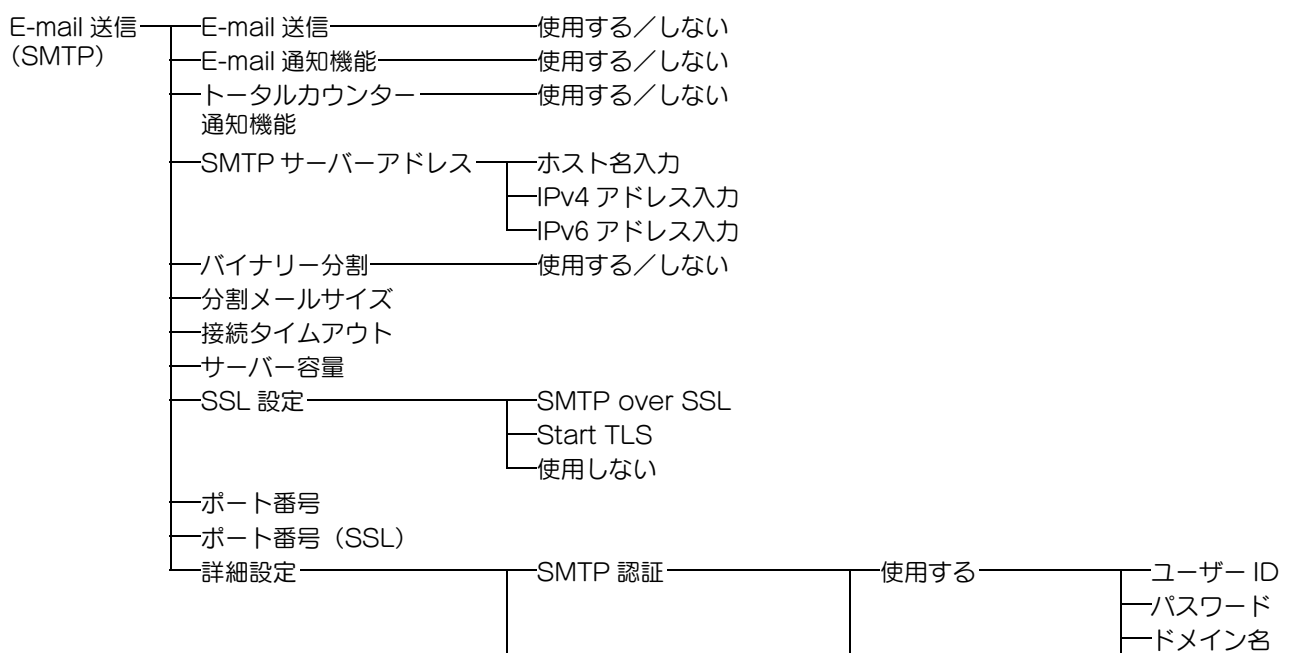 E-mail 送信 E-mail 送信 使用する／しない
（SMTP） E-mail 通知機能 使用する／しない
トータルカウンター 使用する／しない
通知機能
SMTP サーバーアドレス ホスト名入力
IPv4 アドレス入力
IPv6 アドレス入力
バイナリー分割 使用する／しない
分割メールサイズ
接続タイムアウト
サーバー容量
SSL 設定 SMTP over SSL
Start TLS
使用しない
ポート番号
ポート番号（SSL）
詳細設定 SMTP 認証 使用する ユーザー ID
パスワード
ドメイン名